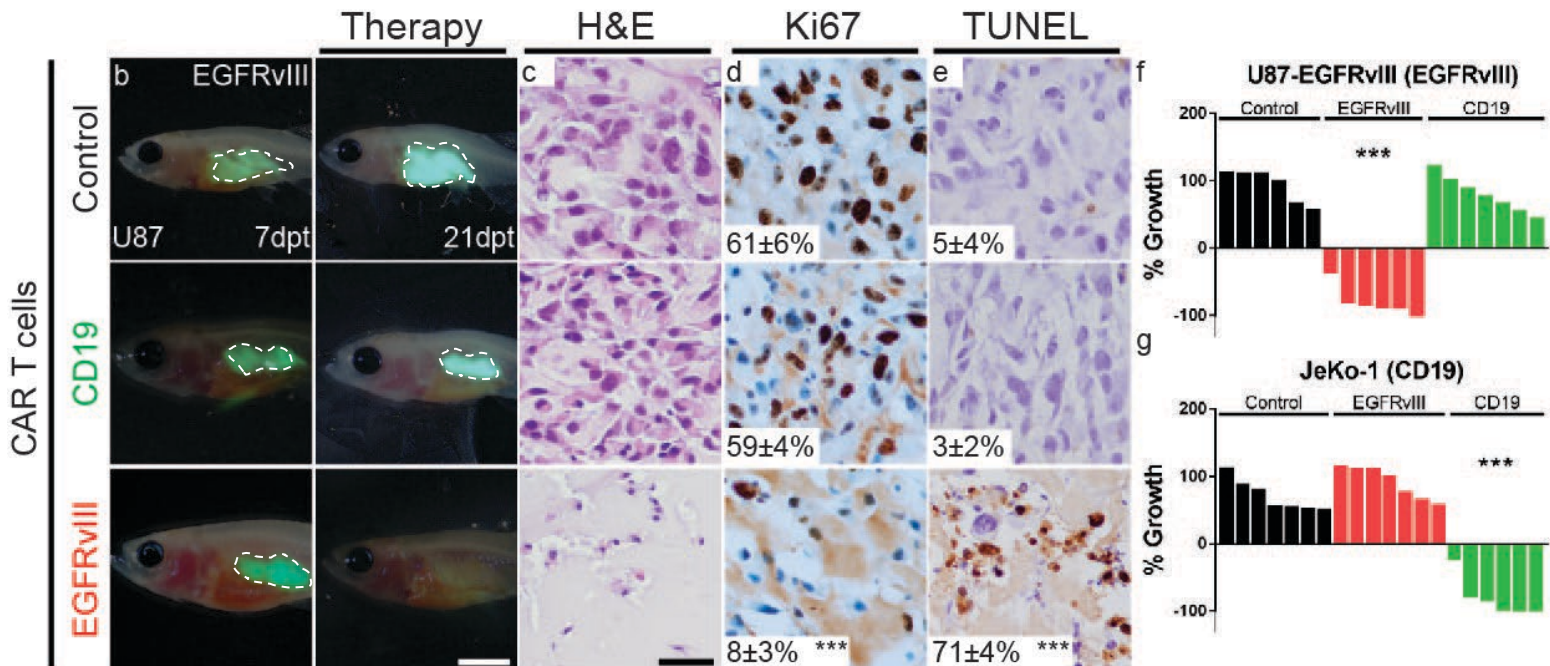 Therapy H&E Ki67 TUNEL
CAR T cells
Control
CD19
EGFRvIII
b EGFRvIII
U87 7dpt
21dpt
c
d
61±6%
59±4%
8±3% ***
e
5±4%
3±2%
71±4% ***
f
U87-EGFRvIII (EGFRvIII)
Control EGFRvIII CD19
***
% Growth
200
100
0
-100
g
JeKo-1 (CD19)
Control EGFRvIII CD19
***
% Growth
200
100
0
-100